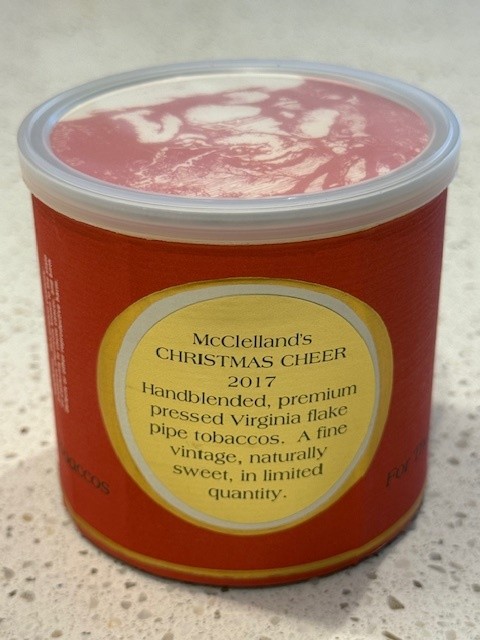 McClelland's
CHRISTMAS CHEER
2017
Handblended, premium
pressed Virginia flake
pipe tobaccos. A fine
vintage, naturally
sweet, in limited
quantity.